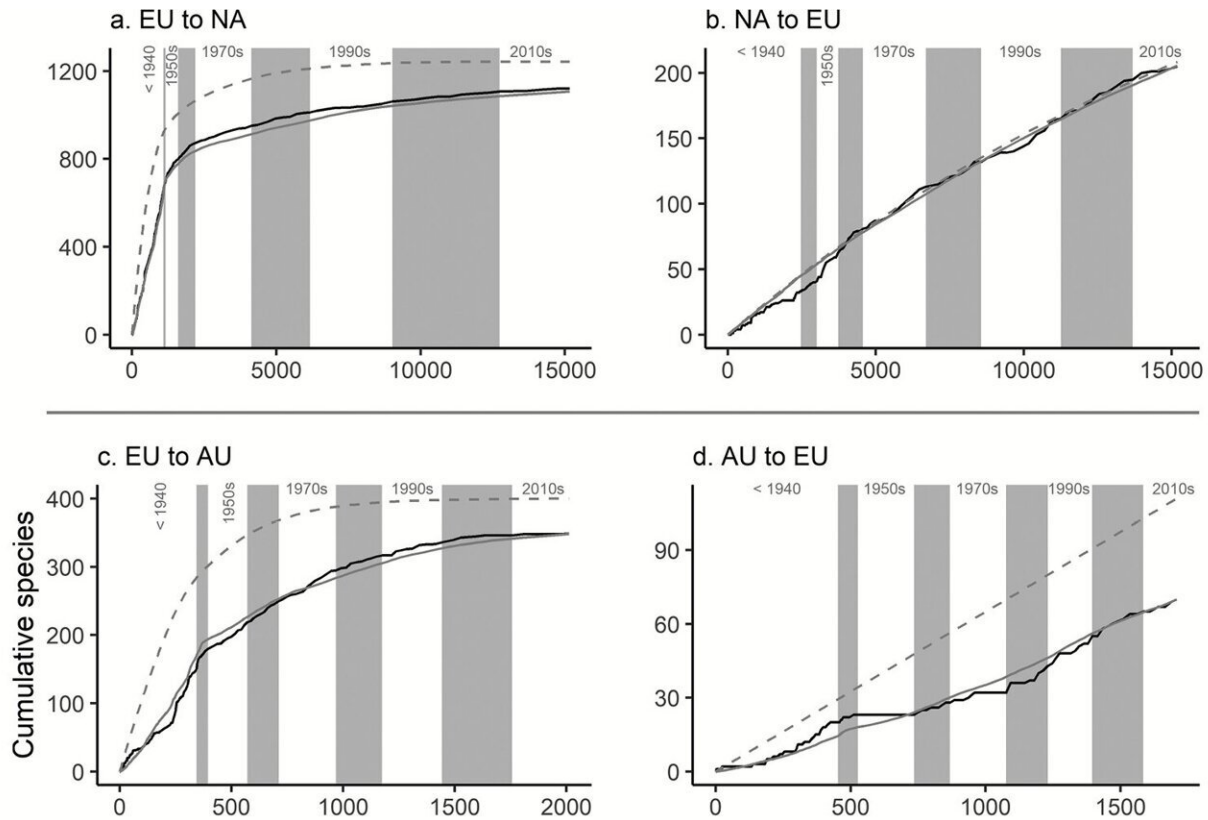 a. EU to NA
< 1940
1950s
1970s
1990s
2010s
1200
800
400
0
0 5000 10000 15000
b. NA to EU
< 1940
1950s
1970s
1990s
2010s
200
150
100
50
0
0 5000 10000 15000
Cumulative species
c. EU to AU
< 1940
1950s
1970s
1990s
2010s
400
300
200
100
0
0 500 1000 1500 2000
d. AU to EU
< 1940
1950s
1970s
1990s
2010s
90
60
30
0
0 500 1000 1500